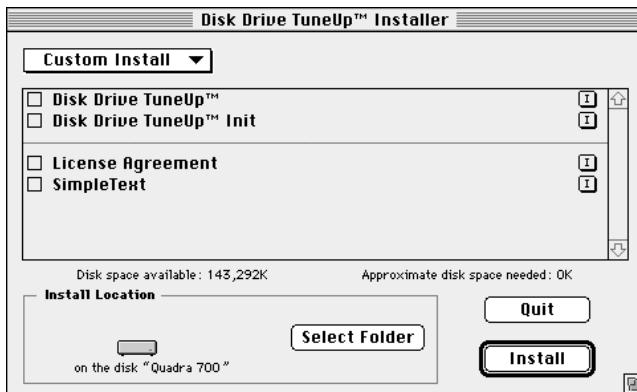 Disk Drive TuneUp™ Installer
Custom Install
Disk Drive TuneUp™
I
Disk Drive TuneUp™ Init
I
License Agreement
I
SimpleText
I
Disk space available: 143,292K
Approximate disk space needed: 0K
Install Location
Select Folder
on the disk “Quadra 700”
Quit
Install